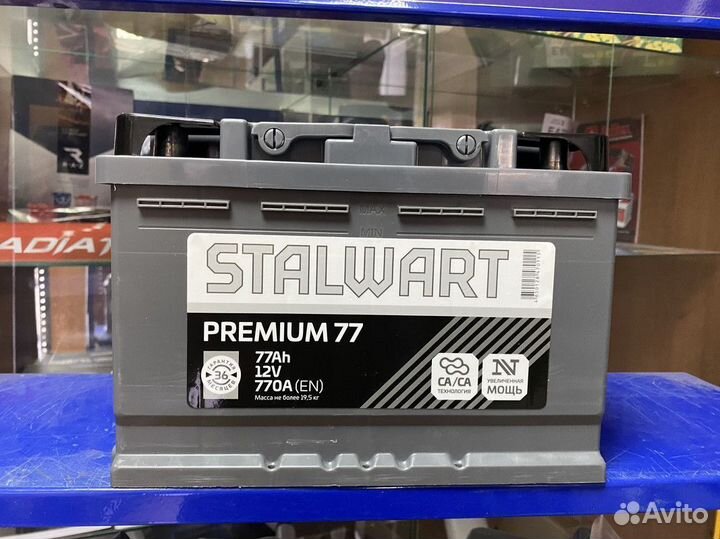 ADIAT
MAX
MIN
STALWART
PREMIUM 77
77Ah
12V
770A (EN)
Масса не более 19,5 кг
ГАРАНТИЯ
36
МЕСЯЦЕВ
CA/CA
ТЕХНОЛОГИЯ
УВЕЛИЧЕННАЯ
МОЩЬ
Avito